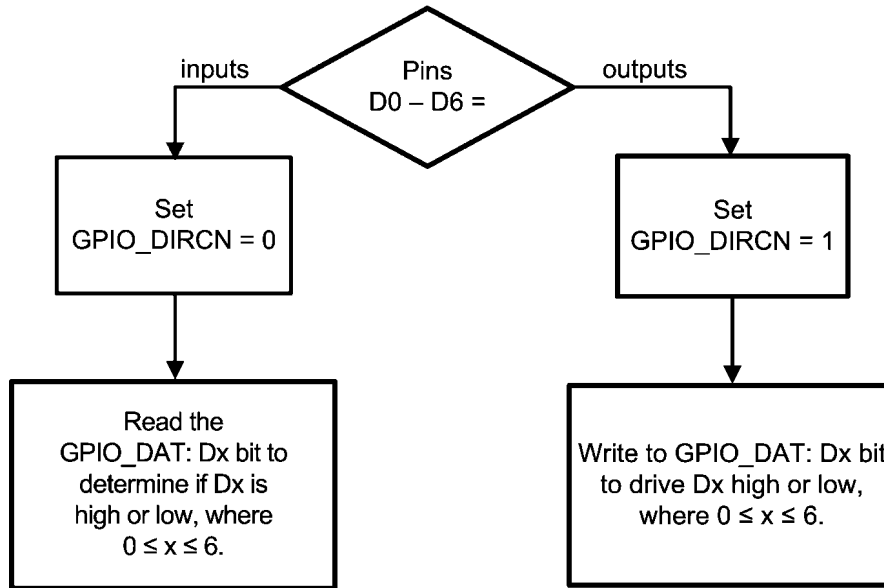 inputs
Pins
D0 – D6 =
outputs
Set
GPIO_DIRCN = 0
Set
GPIO_DIRCN = 1
Read the
GPIO_DAT: Dx bit to
determine if Dx is
high or low, where
0 ≤ x ≤ 6.
Write to GPIO_DAT: Dx bit
to drive Dx high or low,
where 0 ≤ x ≤ 6.